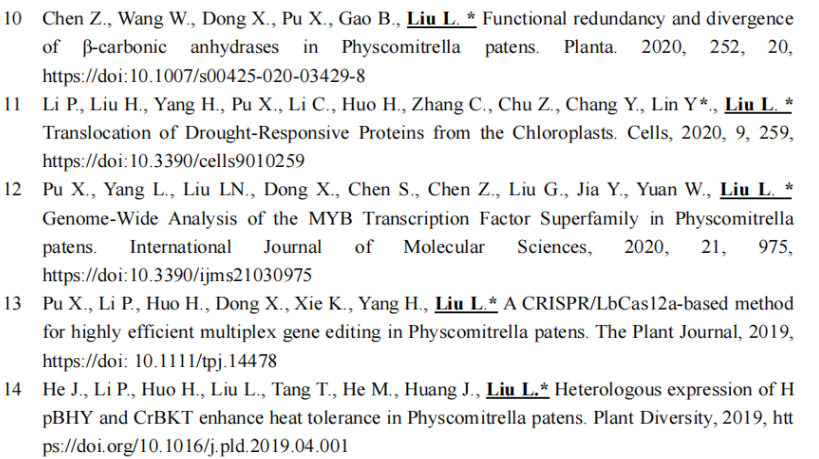 10 Chen Z., Wang W., Dong X., Pu X., Gao B., Liu L. * Functional redundancy and divergence
of β-carbonic anhydrases in Physcomitrella patens. Planta. 2020, 252, 20,
https://doi:10.1007/s00425-020-03429-8
11 Li P., Liu H., Yang H., Pu X., Li C., Huo H., Zhang C., Chu Z., Chang Y., Lin Y*., Liu L. *
Translocation of Drought-Responsive Proteins from the Chloroplasts. Cells, 2020, 9, 259,
https://doi:10.3390/cells9010259
12 Pu X., Yang L., Liu LN., Dong X., Chen S., Chen Z., Liu G., Jia Y., Yuan W., Liu L. *
Genome-Wide Analysis of the MYB Transcription Factor Superfamily in Physcomitrella
patens. International Journal of Molecular Sciences, 2020, 21, 975,
https://doi:10.3390/ijms21030975
13 Pu X., Li P., Huo H., Dong X., Xie K., Yang H., Liu L.* A CRISPR/LbCas12a-based method
for highly efficient multiplex gene editing in Physcomitrella patens. The Plant Journal, 2019,
https://doi: 10.1111/tpj.14478
14 He J., Li P., Huo H., Liu L., Tang T., He M., Huang J., Liu L.* Heterologous expression of H
pBHY and CrBKT enhance heat tolerance in Physcomitrella patens. Plant Diversity, 2019, htt
ps://doi.org/10.1016/j.pld.2019.04.001